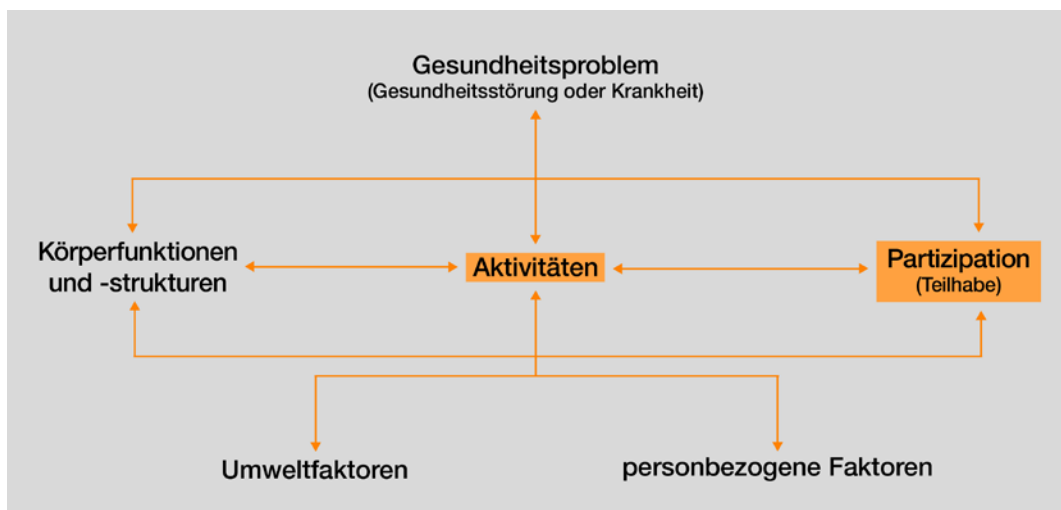 Gesundheitsproblem
(Gesundheitsstörung oder Krankheit)
Körperfunktionen
und -strukturen
Aktivitäten
Partizipation
(Teilhabe)
Umweltfaktoren
personbezogene Faktoren